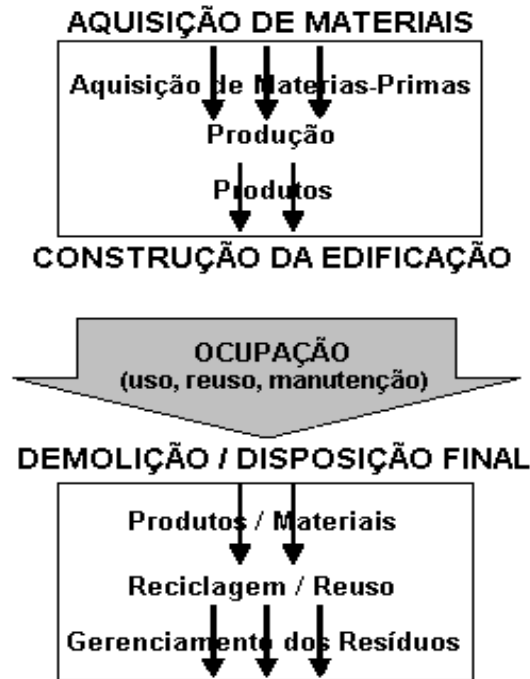 AQUISIÇÃO DE MATERIAIS
Aquisição de Materias-Primas
Produção
Produtos
CONSTRUÇÃO DA EDIFICAÇÃO
OCUPAÇÃO
(uso, reuso, manutenção)
DEMOLIÇÃO / DISPOSIÇÃO FINAL
Produtos / Materiais
Reciclagem / Reuso
Gerenciamento dos Resíduos